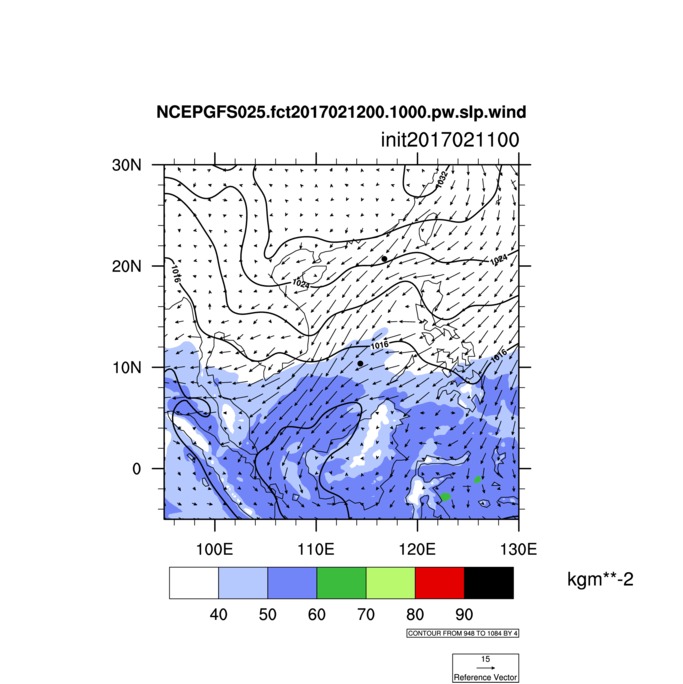 NCEPGFS025.fct2017021200.1000.pw.slp.wind
init2017021100
30N
1032
20N
1016
1024
1024
1016
1016
10N
0
100E
110E
120E
130E
kgm**-2
40
50
60
70
80
90
CONTOUR FROM 948 TO 1084 BY 4
15
Reference Vector